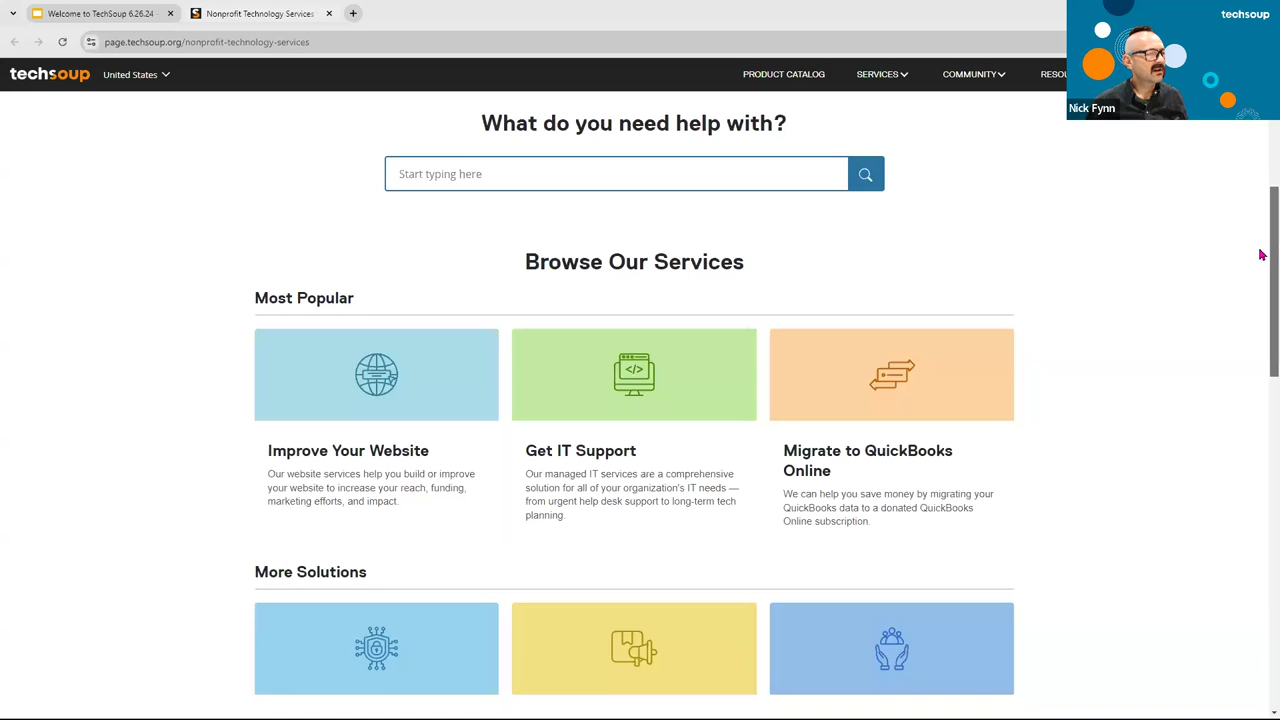 Welcome to TechSoup 6.26.24 -
Nonprofit Technology Services
page.techsoup.org/nonprofit-technology-services
techsoup
United States
PRODUCT CATALOG
SERVICES
COMMUNITY
RESOU
techsoup
Nick Fynn
What do you need help with?
Start typing here
Browse Our Services
Most Popular
Improve Your Website
Our website services help you build or improve
your website to increase your reach, funding,
marketing efforts, and impact.
Get IT Support
Our managed IT services are a comprehensive
solution for all of your organization's IT needs —
from urgent help desk support to long-term tech
planning.
Migrate to QuickBooks
Online
We can help you save money by migrating your
QuickBooks data to a donated QuickBooks
Online subscription.
More Solutions